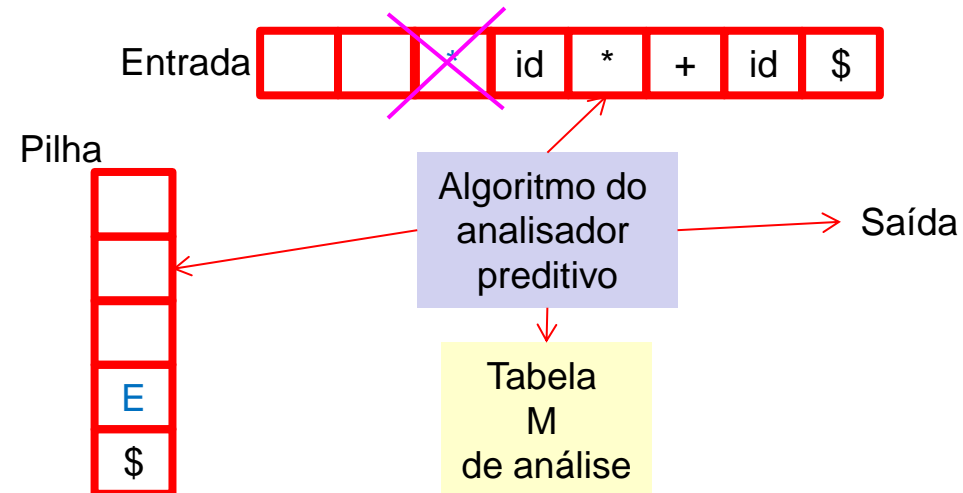 Entrada * id * + id $
Pilha
Algoritmo do
analisador
preditivo
Saída
E
$
Tabela
M
de análise